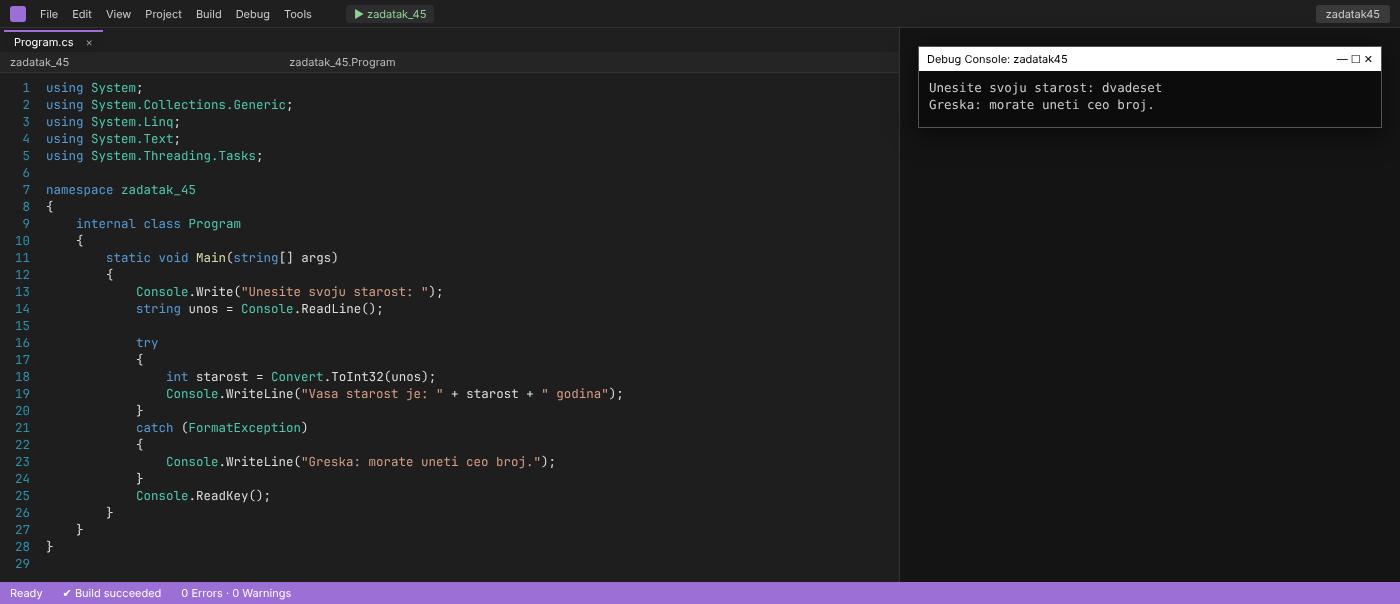 File Edit View Project Build Debug Tools ▶ zadatak_45 zadatak45
Program.cs ×
zadatak_45 zadatak_45.Program
1 using System;
2 using System.Collections.Generic;
3 using System.Linq;
4 using System.Text;
5 using System.Threading.Tasks;
6
7 namespace zadatak_45
8 {
9     internal class Program
10     {
11         static void Main(string[] args)
12         {
13             Console.Write("Unesite svoju starost: ");
14             string unos = Console.ReadLine();
15
16             try
17             {
18                 int starost = Convert.ToInt32(unos);
19                 Console.WriteLine("Vasa starost je: " + starost + " godina");
20             }
21             catch (FormatException)
22             {
23                 Console.WriteLine("Greska: morate uneti ceo broj.");
24             }
25             Console.ReadKey();
26         }
27     }
28 }
29
Debug Console: zadatak45 — ☐ ✕
Unesite svoju starost: dvadeset
Greska: morate uneti ceo broj.
Ready ✔ Build succeeded 0 Errors · 0 Warnings